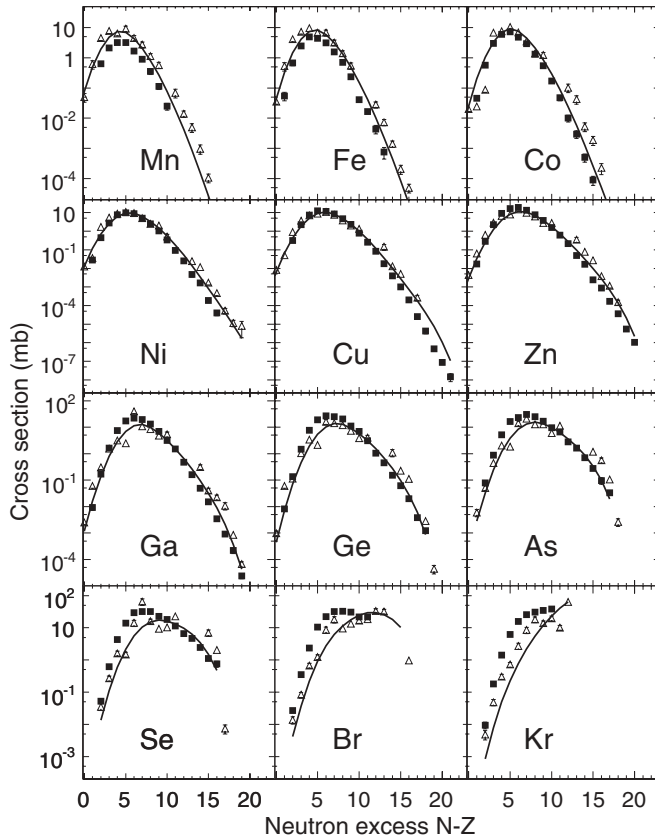 Cross section (mb)
10
10⁻²
10⁻⁴
Mn
Fe
Co
10
10⁻¹
10⁻⁴
10⁻⁷
Ni
Cu
Zn
10²
10
10⁻¹
10⁻⁴
Ga
Ge
As
10²
10
10⁻¹
10⁻³
Se
Br
Kr
0 5 10 15 20
5 10 15 20
5 10 15 20
Neutron excess N-Z